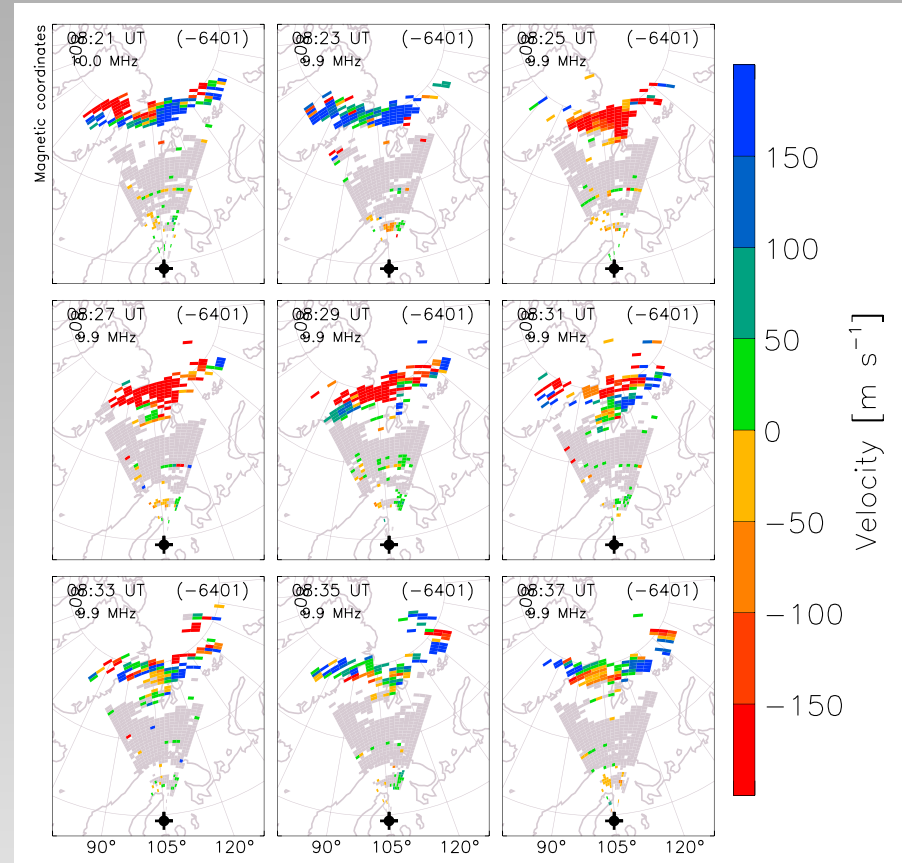 Magnetic coordinates
08:21 UT (−6401)
10.0 MHz
08:23 UT (−6401)
9.9 MHz
08:25 UT (−6401)
9.9 MHz
08:27 UT (−6401)
9.9 MHz
08:29 UT (−6401)
9.9 MHz
08:31 UT (−6401)
9.9 MHz
08:33 UT (−6401)
9.9 MHz
08:35 UT (−6401)
9.9 MHz
08:37 UT (−6401)
9.9 MHz
90° 105° 120°
90° 105° 120°
90° 105° 120°
150
100
50
0
−50
−100
−150
Velocity [m s⁻¹]